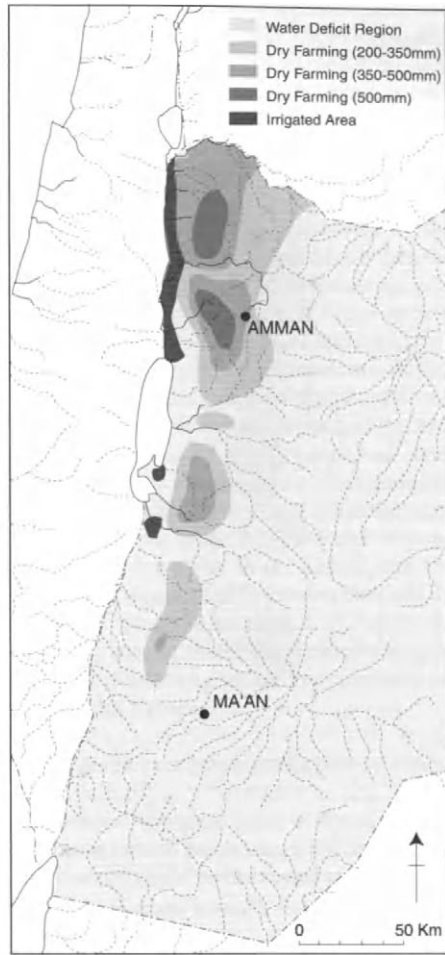 Water Deficit Region
Dry Farming (200-350mm)
Dry Farming (350-500mm)
Dry Farming (500mm)
Irrigated Area
AMMAN
MA'AN
0 50 Km